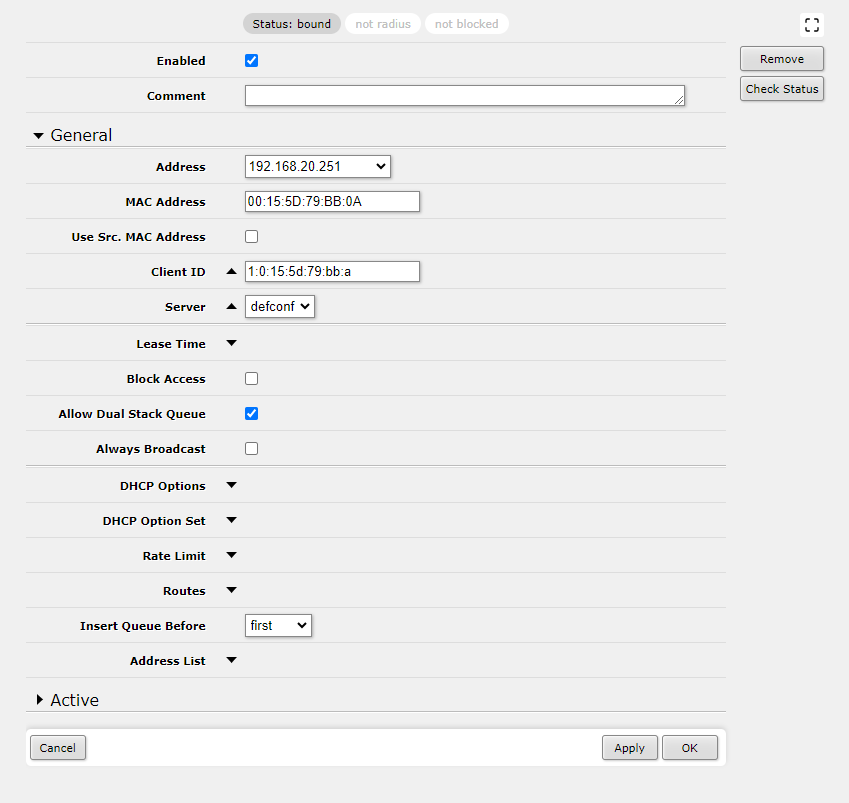 Status: bound not radius not blocked
Enabled
Remove
Check Status
Comment
General
Address 192.168.20.251
MAC Address 00:15:5D:79:BB:0A
Use Src. MAC Address
Client ID 1:0:15:5d:79:bb:a
Server defconf
Lease Time
Block Access
Allow Dual Stack Queue
Always Broadcast
DHCP Options
DHCP Option Set
Rate Limit
Routes
Insert Queue Before first
Address List
Active
Cancel Apply OK